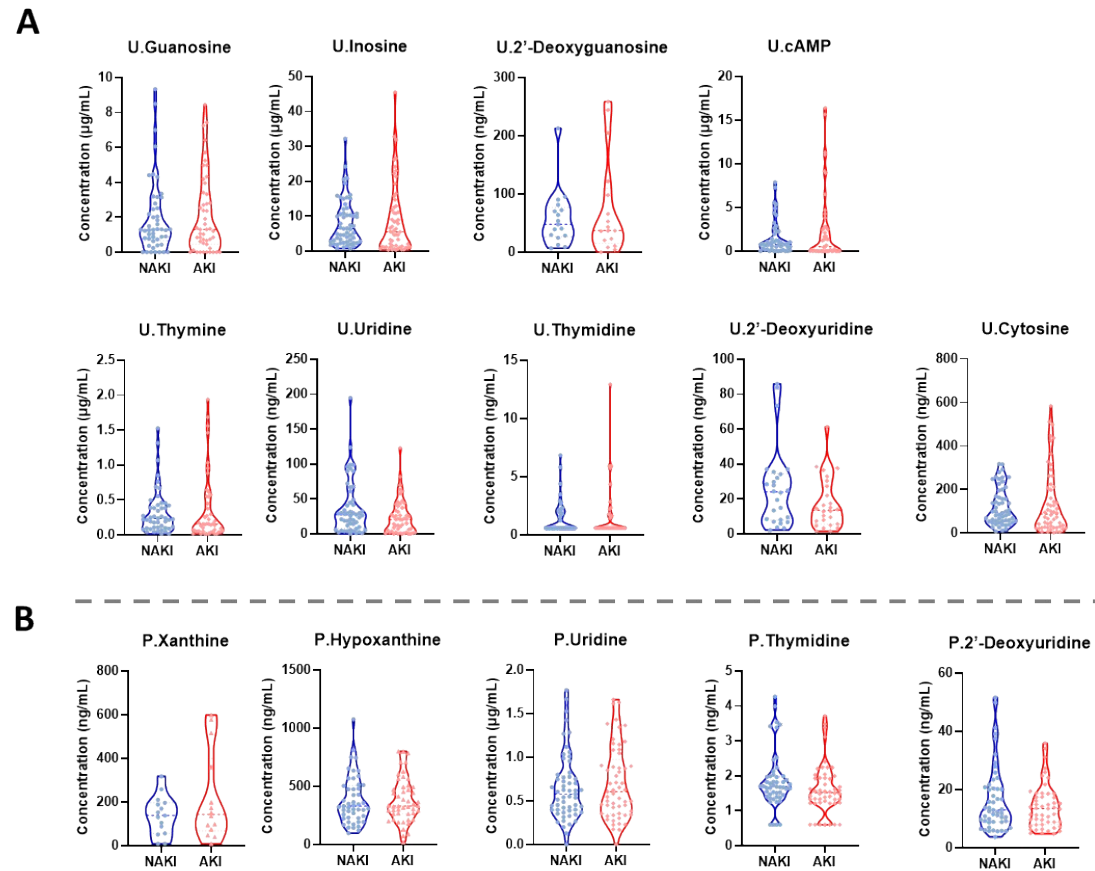 A
U.Guanosine
U.Inosine
U.2'-Deoxyguanosine
U.cAMP
Concentration (µg/mL)
10
8
6
4
2
0
NAKI AKI
Concentration (µg/mL)
50
40
30
20
10
0
NAKI AKI
Concentration (ng/mL)
300
200
100
0
NAKI AKI
Concentration (µg/mL)
20
15
10
5
0
NAKI AKI
U.Thymine
U.Uridine
U.Thymidine
U.2'-Deoxyuridine
U.Cytosine
Concentration (µg/mL)
2.5
2.0
1.5
1.0
0.5
0.0
NAKI AKI
Concentration (ng/mL)
250
200
150
100
50
0
NAKI AKI
Concentration (ng/mL)
15
10
5
0
NAKI AKI
Concentration (ng/mL)
100
80
60
40
20
0
NAKI AKI
Concentration (ng/mL)
800
600
400
200
0
NAKI AKI
B
P.Xanthine
P.Hypoxanthine
P.Uridine
P.Thymidine
P.2'-Deoxyuridine
Concentration (ng/mL)
800
600
400
200
0
NAKI AKI
Concentration (ng/mL)
1500
1000
500
0
NAKI AKI
Concentration (µg/mL)
2.0
1.5
1.0
0.5
0.0
NAKI AKI
Concentration (ng/mL)
5
4
3
2
1
0
NAKI AKI
Concentration (ng/mL)
60
40
20
0
NAKI AKI